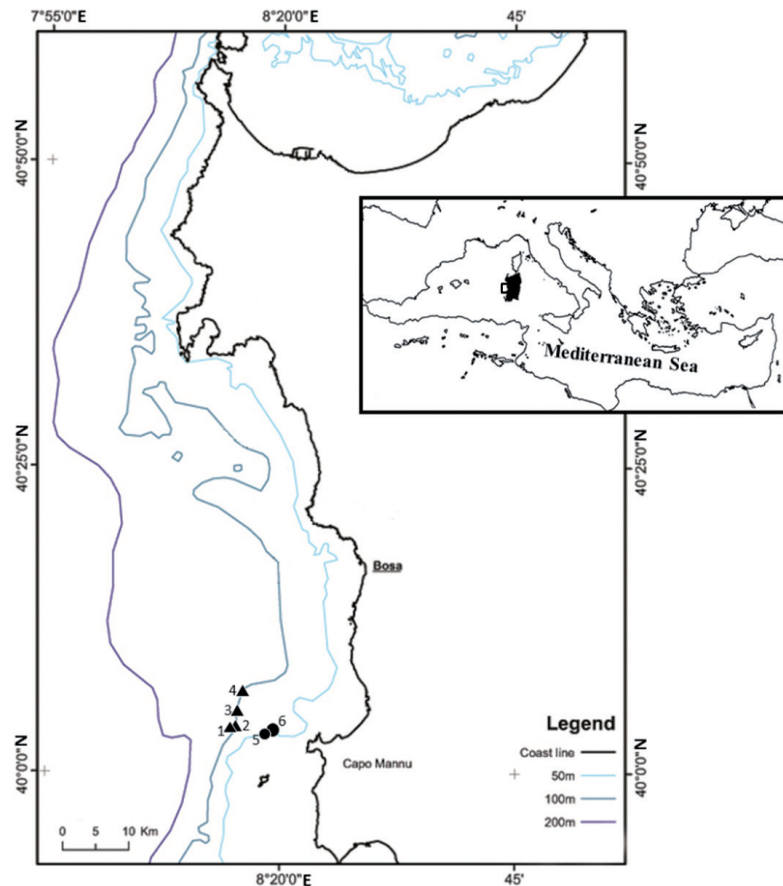 7°55'0"E
8°20'0"E
45'
40°50'0"N
40°50'0"N
Mediterranean Sea
40°25'0"N
40°25'0"N
Bosa
4
3
1
2
6
5
Legend
Coast line
50m
100m
200m
Capo Mannu
40°0'0"N
40°0'0"N
0 5 10 Km
8°20'0"E
45'